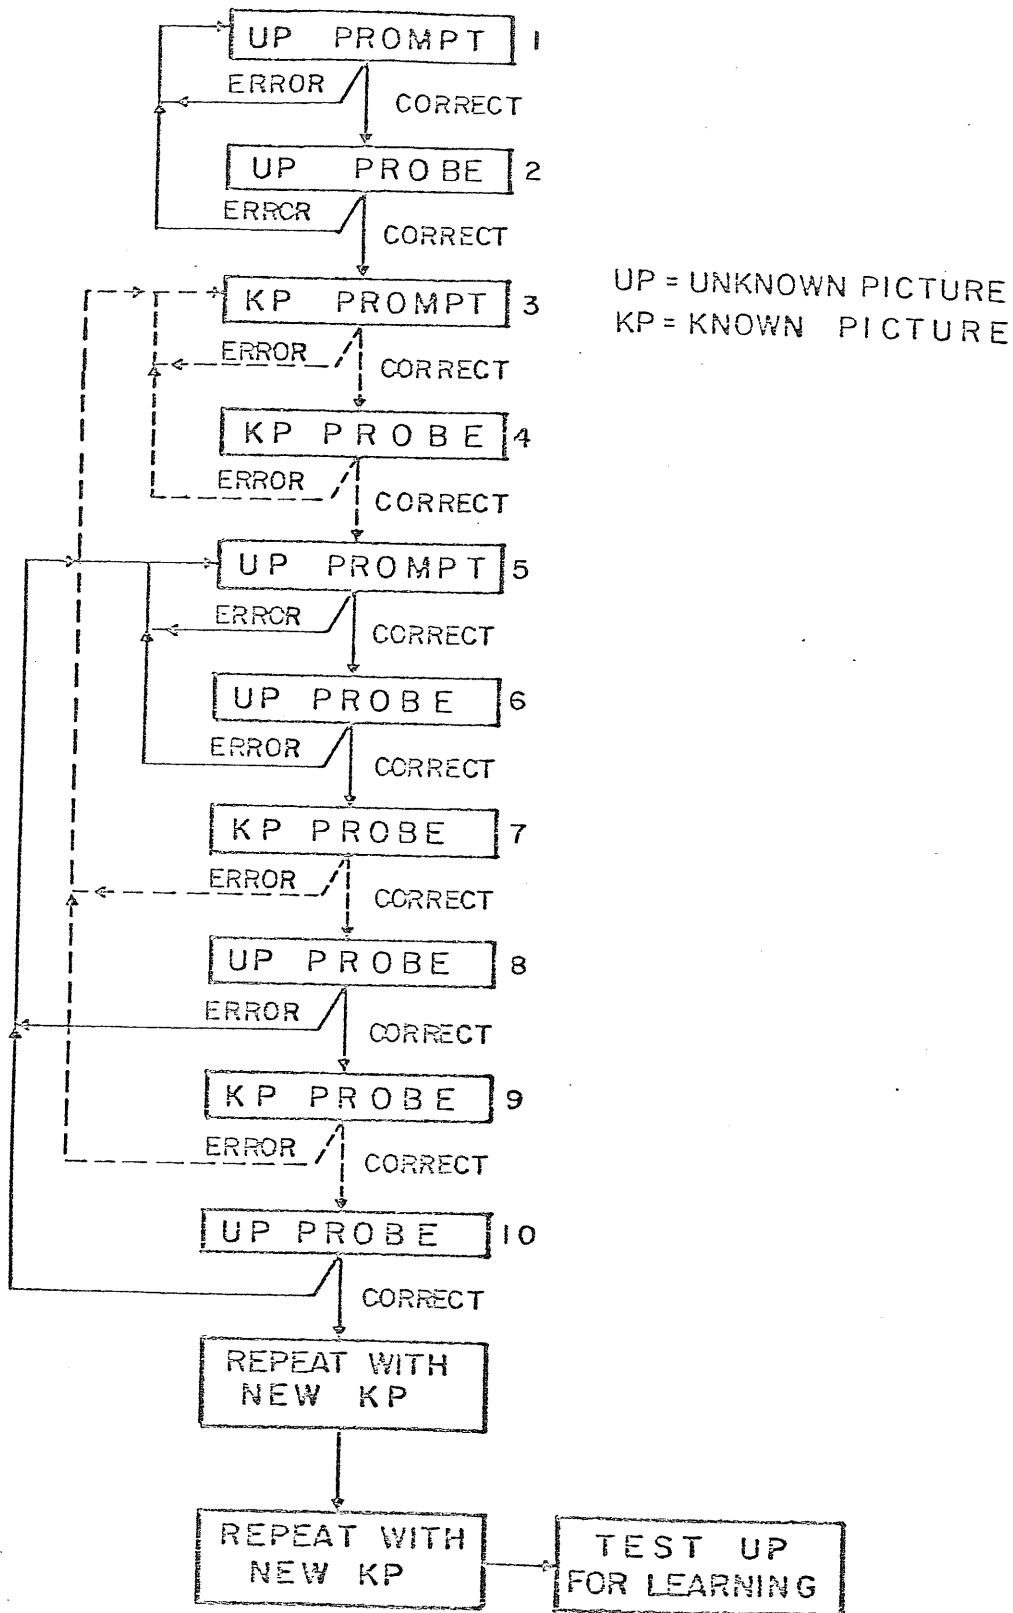 UP PROMPT 1
ERROR
CORRECT
UP PROBE 2
ERROR
CORRECT
UP = UNKNOWN PICTURE
KP PROMPT 3
KP = KNOWN PICTURE
ERROR
CORRECT
KP PROBE 4
ERROR
CORRECT
UP PROMPT 5
ERROR
CORRECT
UP PROBE 6
ERROR
CORRECT
KP PROBE 7
ERROR
CORRECT
UP PROBE 8
ERROR
CORRECT
KP PROBE 9
ERROR
CORRECT
UP PROBE 10
CORRECT
REPEAT WITH
NEW KP
REPEAT WITH
NEW KP
TEST UP
FOR LEARNING